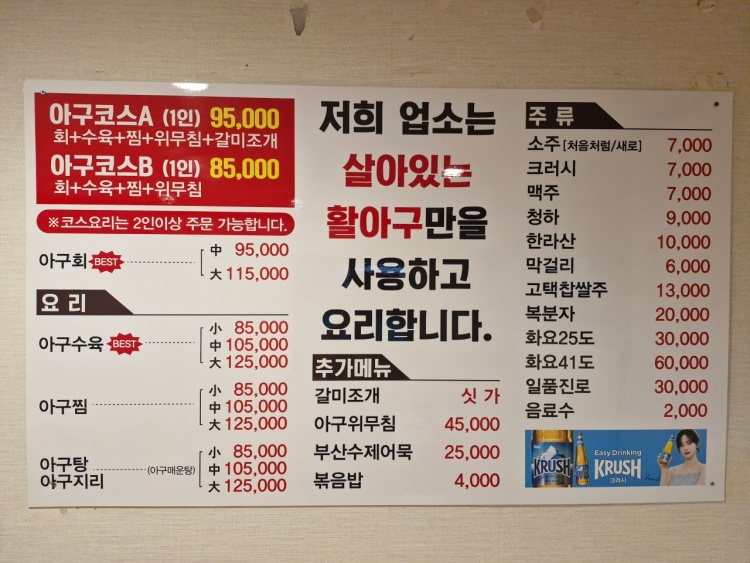 아구코스A (1인) 95,000
회+수육+찜+위무침+갈미조개
아구코스B (1인) 85,000
회+수육+찜+위무침
※코스요리는 2인이상 주문 가능합니다.
아구회 BEST 中 95,000
大 115,000
요리
아구수육 BEST 小 85,000
中 105,000
大 125,000
아구찜 小 85,000
中 105,000
大 125,000
아구탕 (아구매운탕) 小 85,000
아구지리 中 105,000
大 125,000
저희 업소는
살아있는
활아구만을
사용하고
요리합니다.
추가메뉴
갈미조개 싯가
아구위무침 45,000
부산수제어묵 25,000
볶음밥 4,000
주류
소주[처음처럼/새로] 7,000
크러시 7,000
맥주 7,000
청하 9,000
한라산 10,000
막걸리 6,000
고택찹쌀주 13,000
복분자 20,000
화요25도 30,000
화요41도 60,000
일품진로 30,000
음료수 2,000
KRUSH
Easy Drinking
KRUSH
크러시